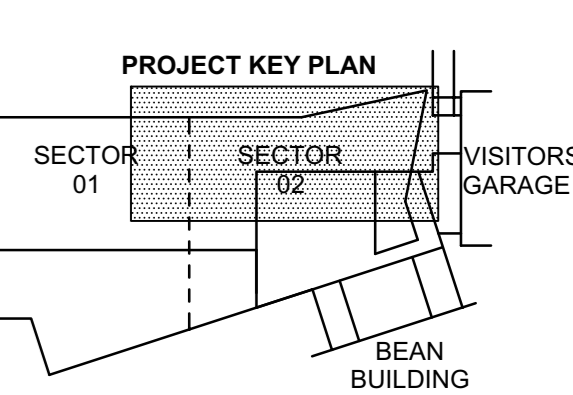 PROJECT KEY PLAN
SECTOR
01
SECTOR
02
VISITORS
GARAGE
BEAN
BUILDING